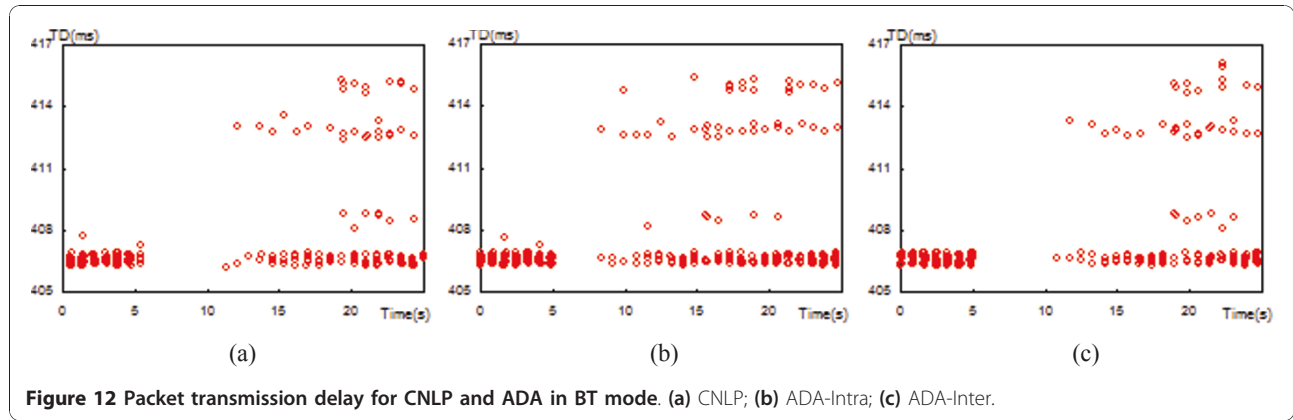 TD(ms) TD(ms) TD(ms)
417 417 417
414 414 414
411 411 411
408 408 408
405 405 405
0 5 10 15 20 Time(s) 0 5 10 15 20 Time(s) 0 5 10 15 20 Time(s)
(a) (b) (c)
Figure 12 Packet transmission delay for CNLP and ADA in BT mode. (a) CNLP; (b) ADA-Intra; (c) ADA-Inter.